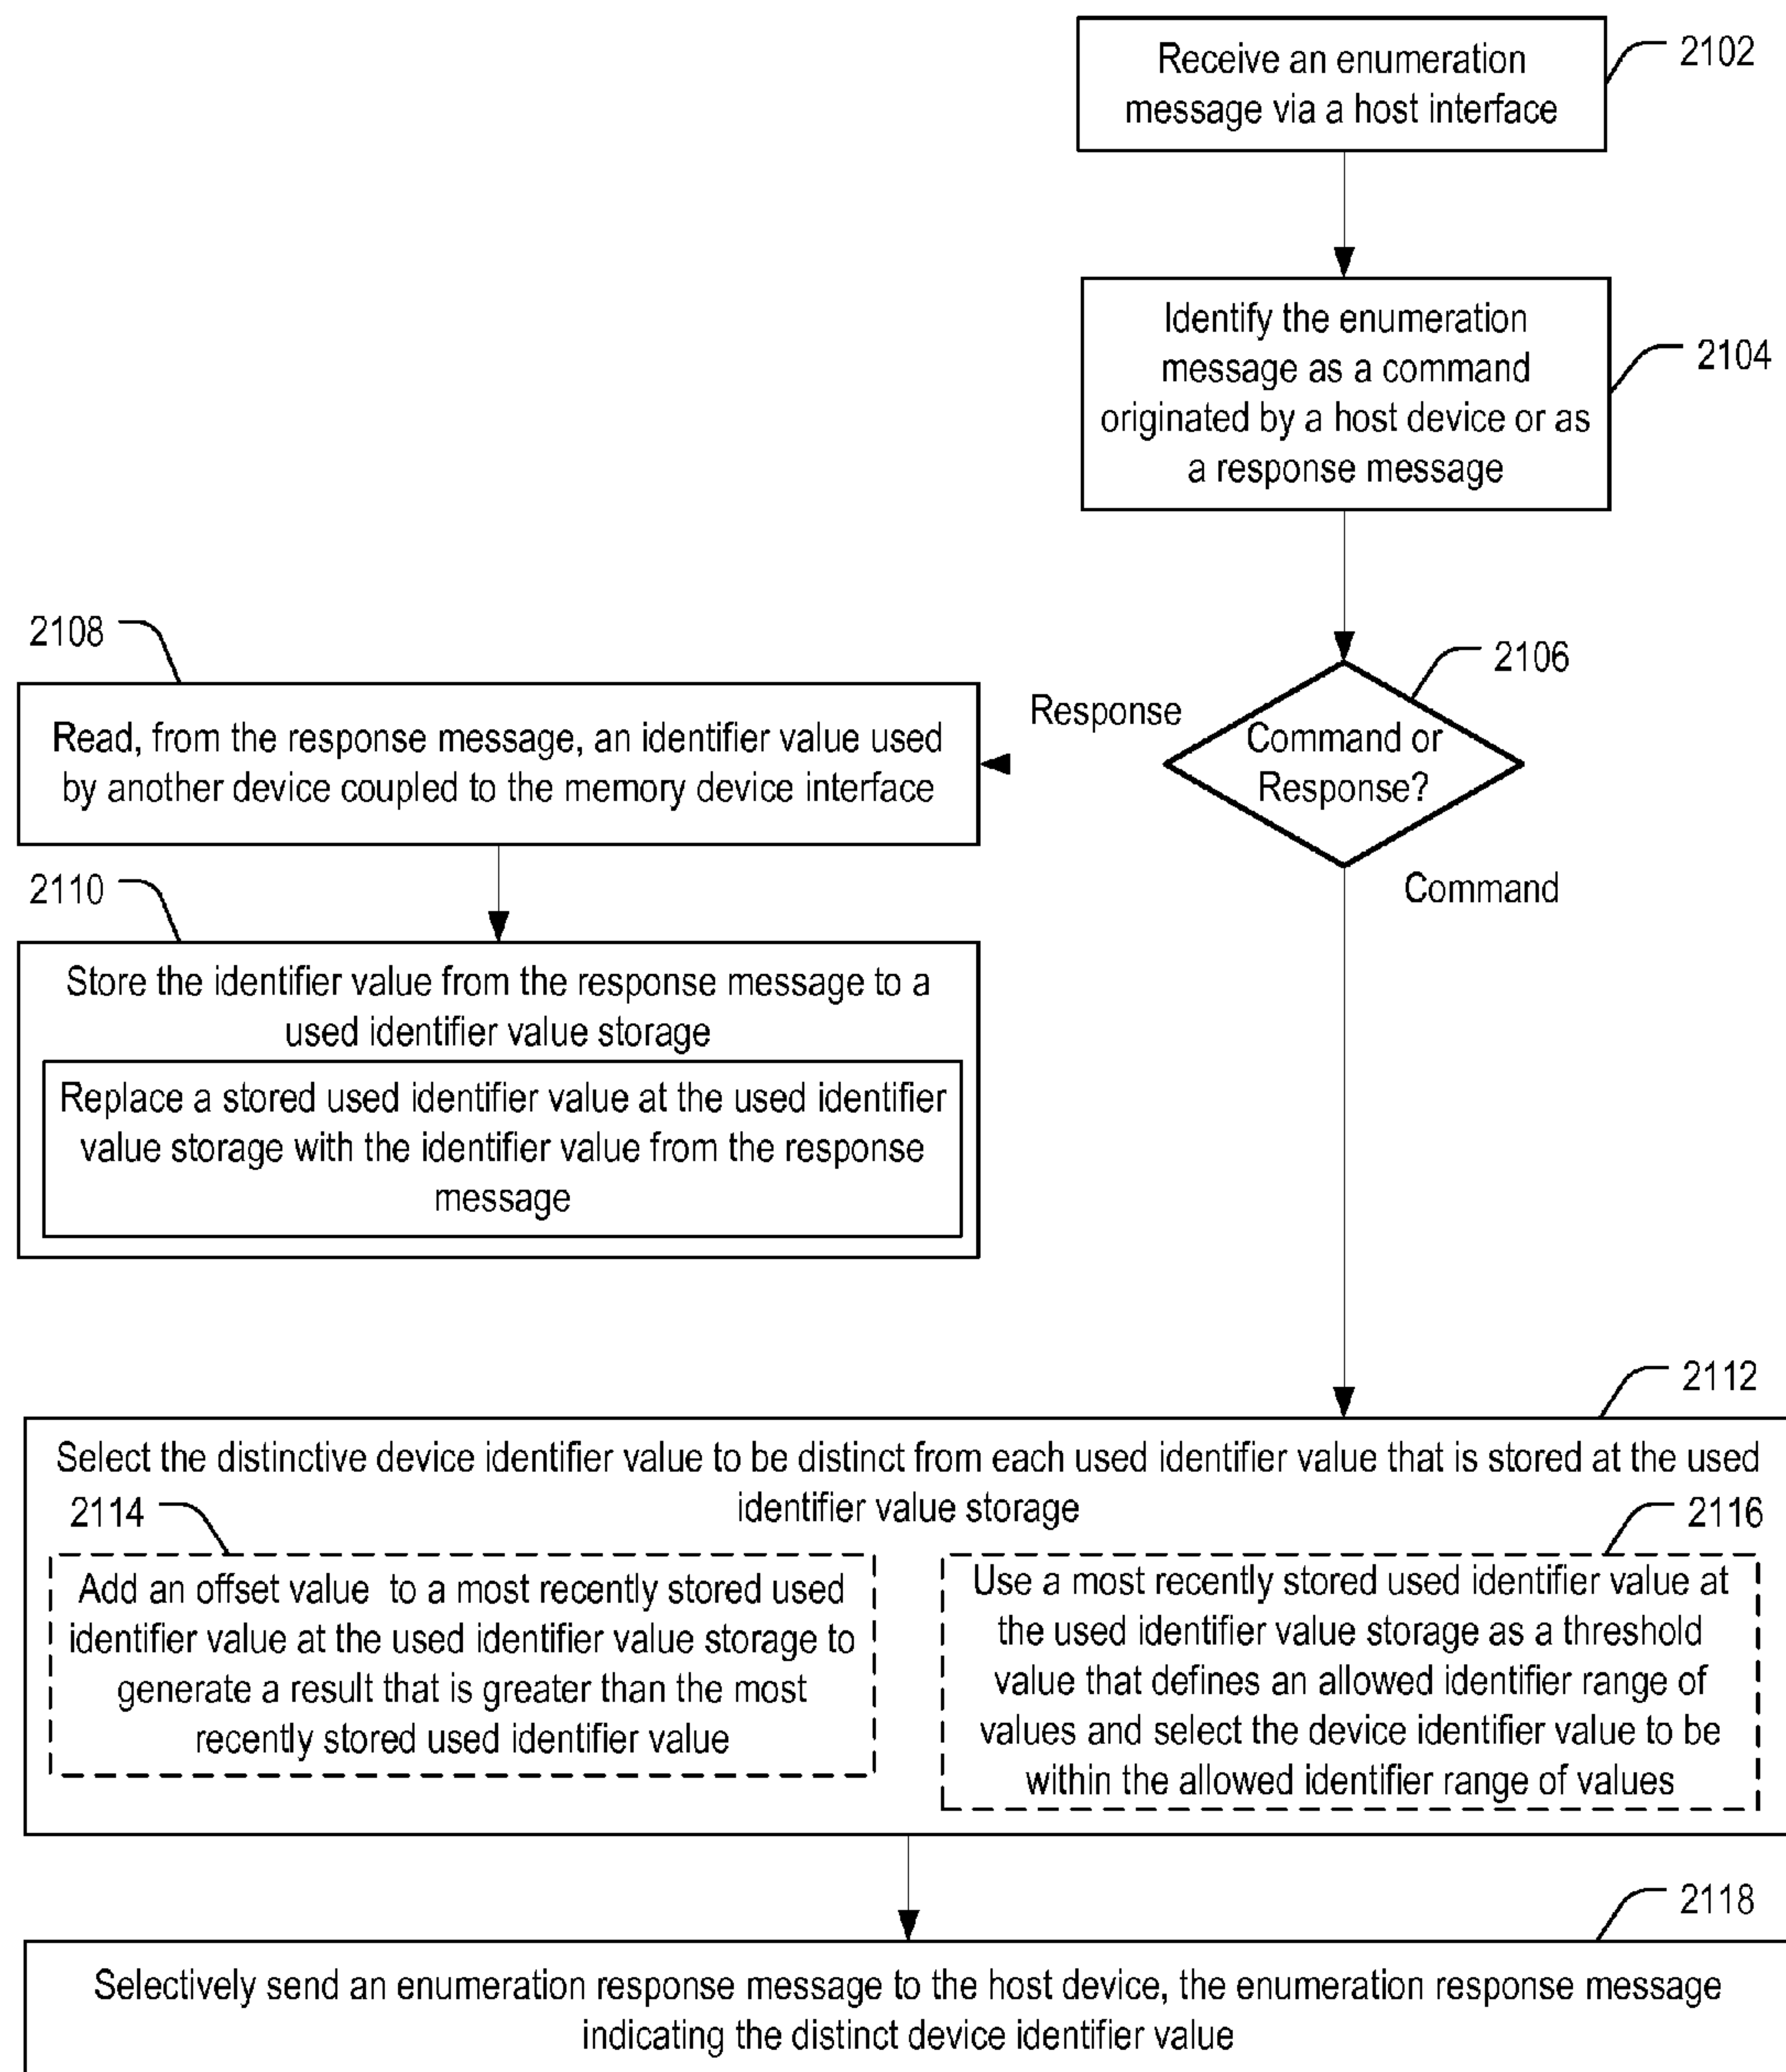 Receive an enumeration
message via a host interface
2102
Identify the enumeration
message as a command
originated by a host device or as
a response message
2104
2106
Command or
Response?
Response
Command
2108
Read, from the response message, an identifier value used
by another device coupled to the memory device interface
2110
Store the identifier value from the response message to a
used identifier value storage
Replace a stored used identifier value at the used identifier
value storage with the identifier value from the response
message
2112
Select the distinctive device identifier value to be distinct from each used identifier value that is stored at the used
identifier value storage
2114
Add an offset value to a most recently stored used
identifier value at the used identifier value storage to
generate a result that is greater than the most
recently stored used identifier value
2116
Use a most recently stored used identifier value at
the used identifier value storage as a threshold
value that defines an allowed identifier range of
values and select the device identifier value to be
within the allowed identifier range of values
2118
Selectively send an enumeration response message to the host device, the enumeration response message
indicating the distinct device identifier value